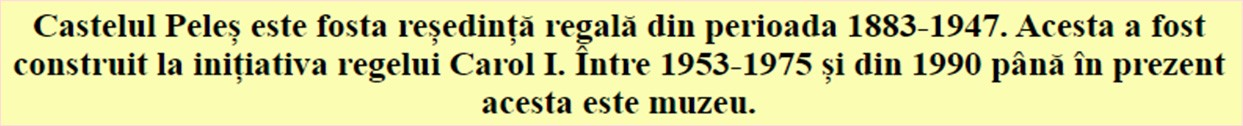 Castelul Peleș este fosta reședință regală din perioada 1883-1947. Acesta a fost
construit la inițiativa regelui Carol I. Între 1953-1975 și din 1990 până în prezent
acesta este muzeu.